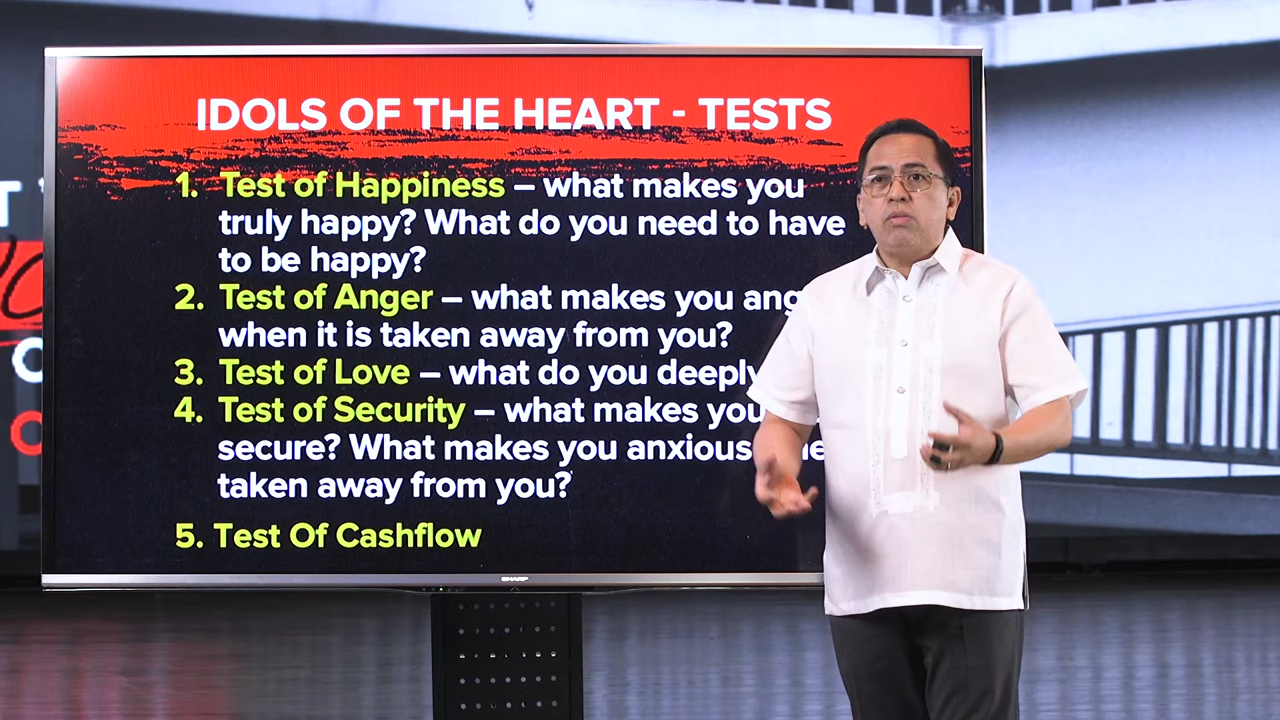 IDOLS OF THE HEART - TESTS
1. Test of Happiness – what makes you
truly happy? What do you need to have
to be happy?
2. Test of Anger – what makes you
when it is taken away from you?
3. Test of Love – what do you deeply
4. Test of Security – what makes you
secure? What makes you anxious
taken away from you?
5. Test Of Cashflow
SHARP